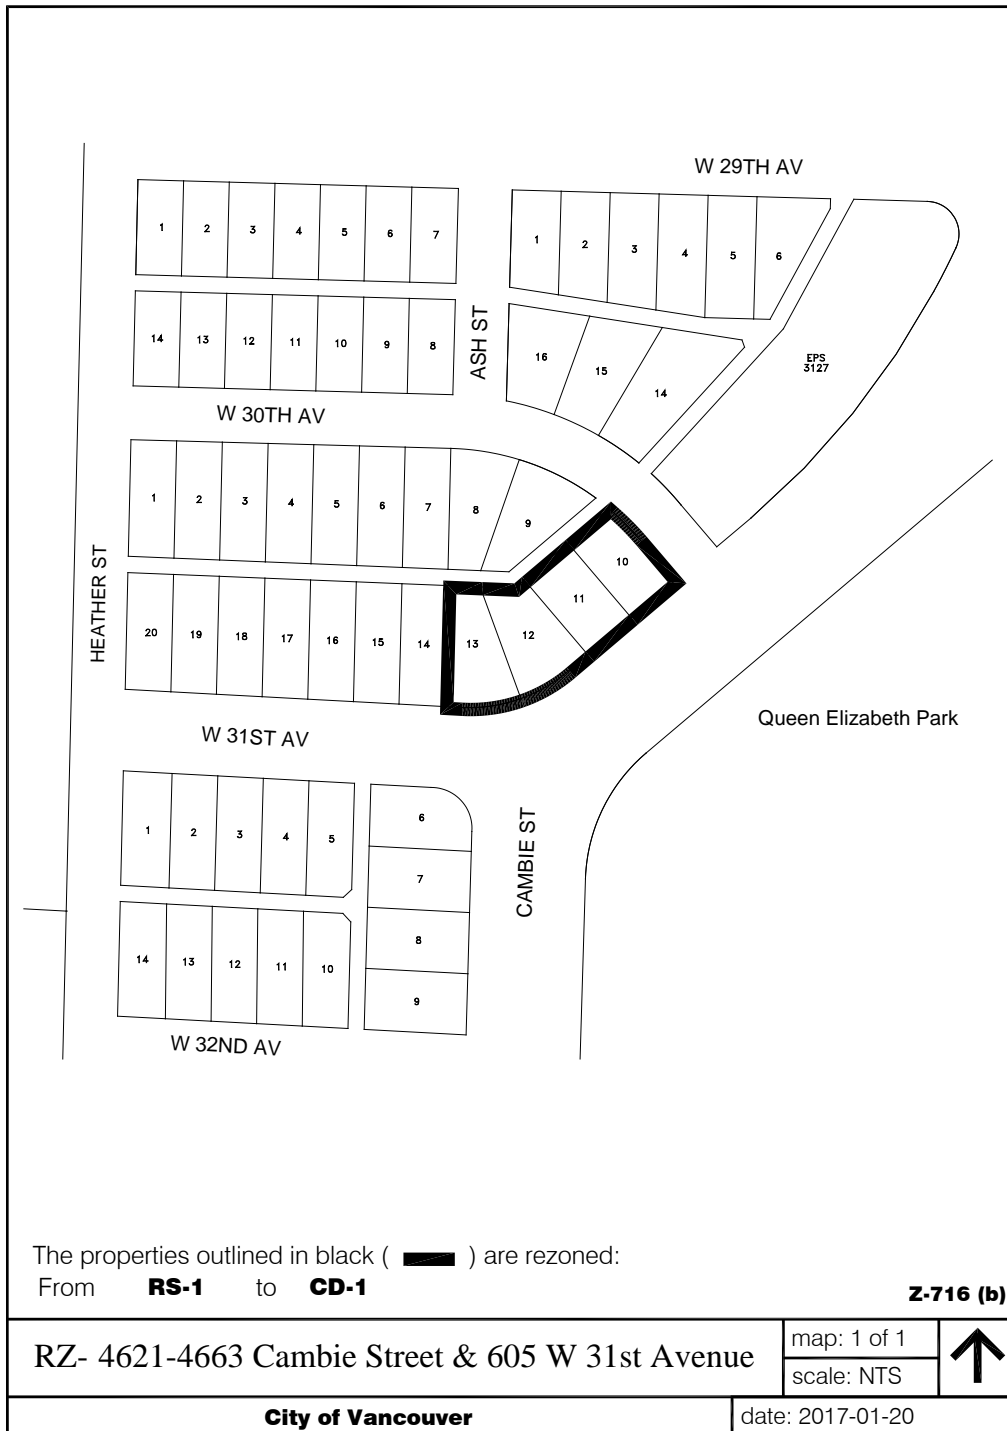 W 29TH AV
1 2 3 4 5 6 7
1 2 3 4 5 6
14 13 12 11 10 9 8
ASH ST
16 15 14
EPS
3127
W 30TH AV
1 2 3 4 5 6 7 8 9
10
11
12
13
20 19 18 17 16 15 14
HEATHER ST
W 31ST AV
Queen Elizabeth Park
1 2 3 4 5
6
7
8
9
CAMBIE ST
14 13 12 11 10
W 32ND AV
The properties outlined in black ( ) are rezoned:
From RS-1 to CD-1
Z-716 (b)
RZ- 4621-4663 Cambie Street & 605 W 31st Avenue
map: 1 of 1
scale: NTS
City of Vancouver
date: 2017-01-20